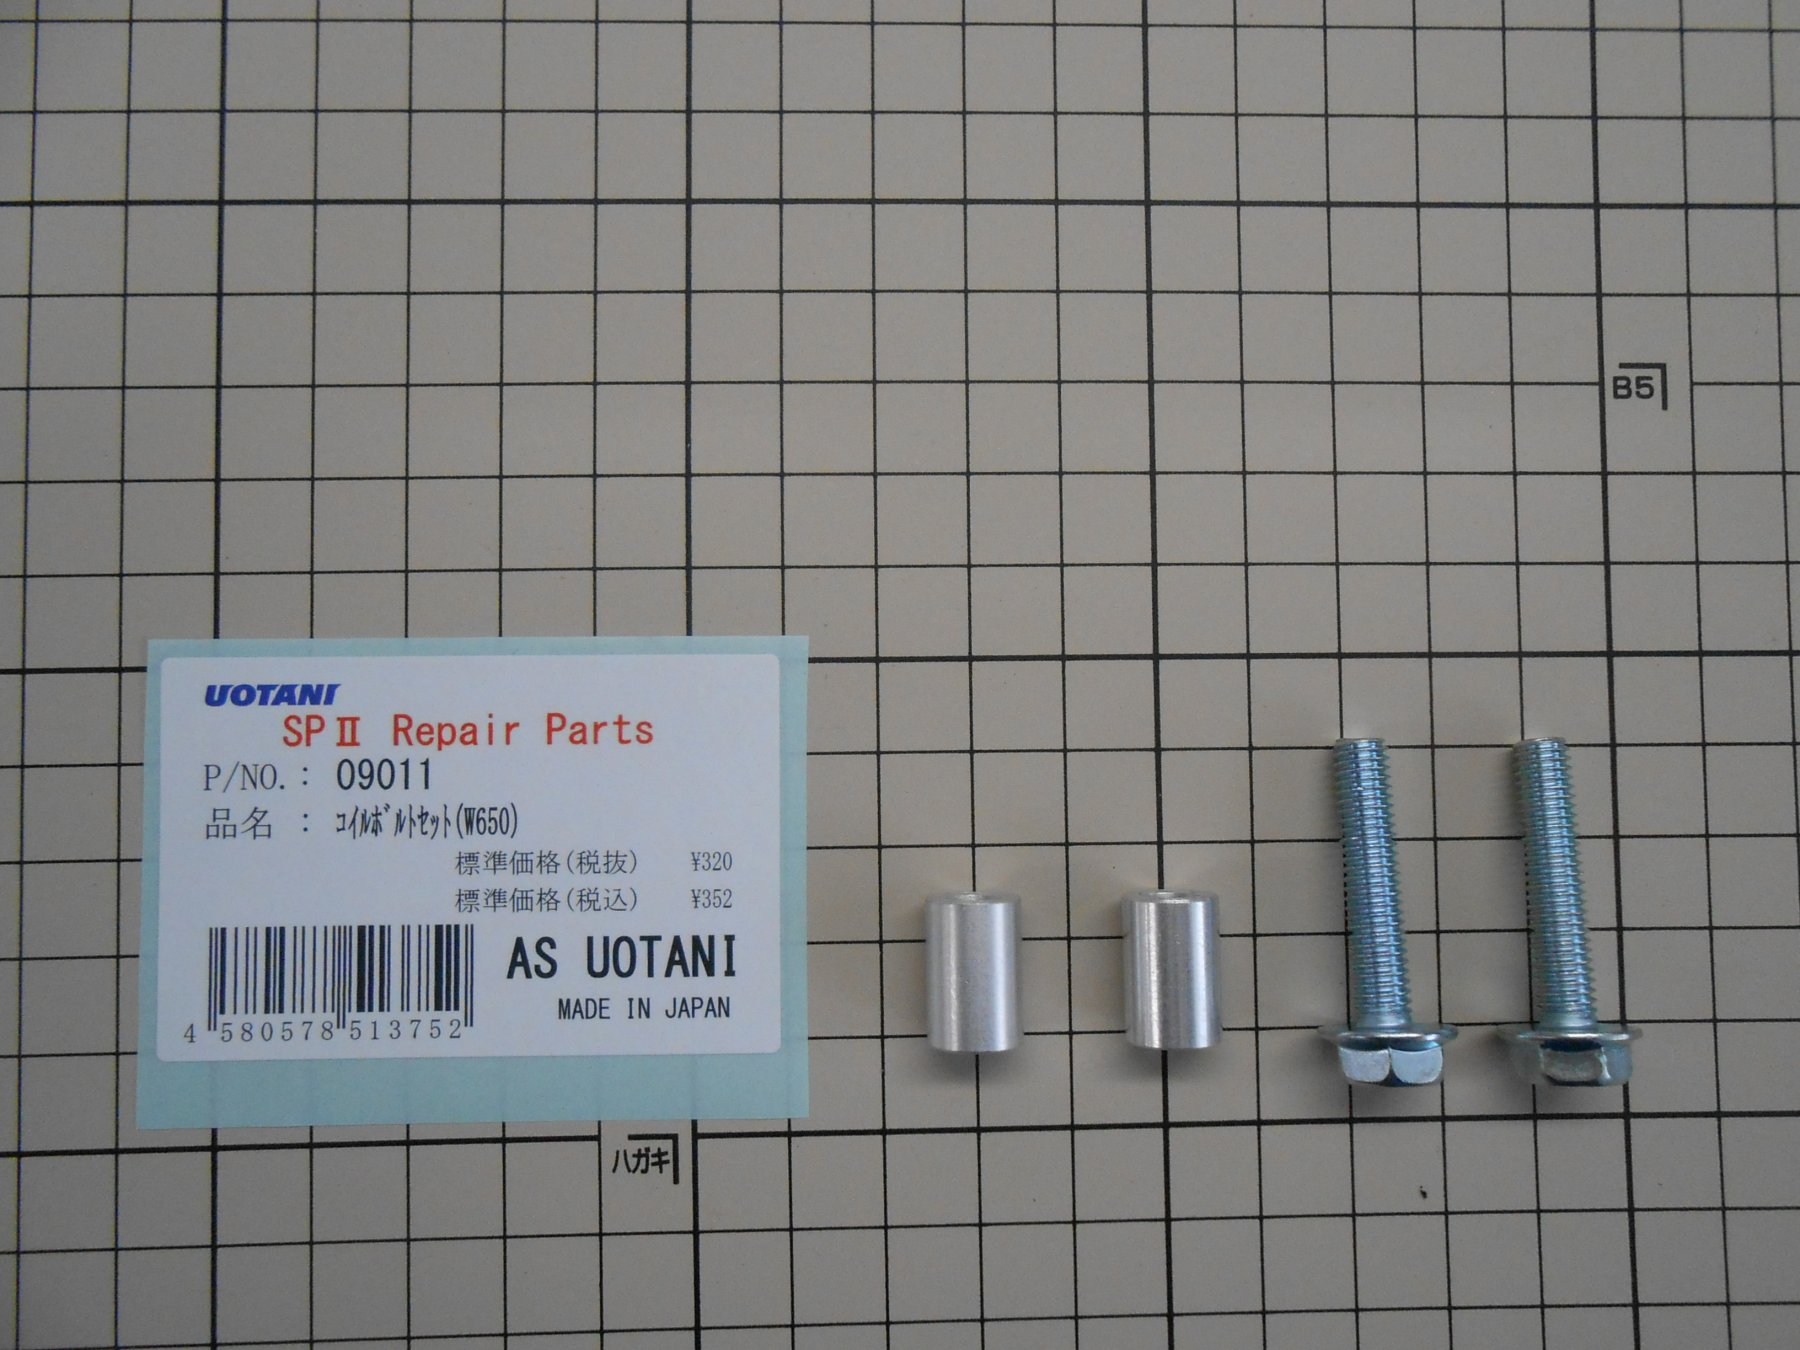 B5
UOTANI
SPⅡ Repair Parts
P/NO.: 09011
品名 : ｺｲﾙﾎﾞﾙﾄｾｯﾄ(W650)
標準価格(税抜) ¥320
標準価格(税込) ¥352
AS UOTANI
MADE IN JAPAN
4 580578 513752
ハガキ